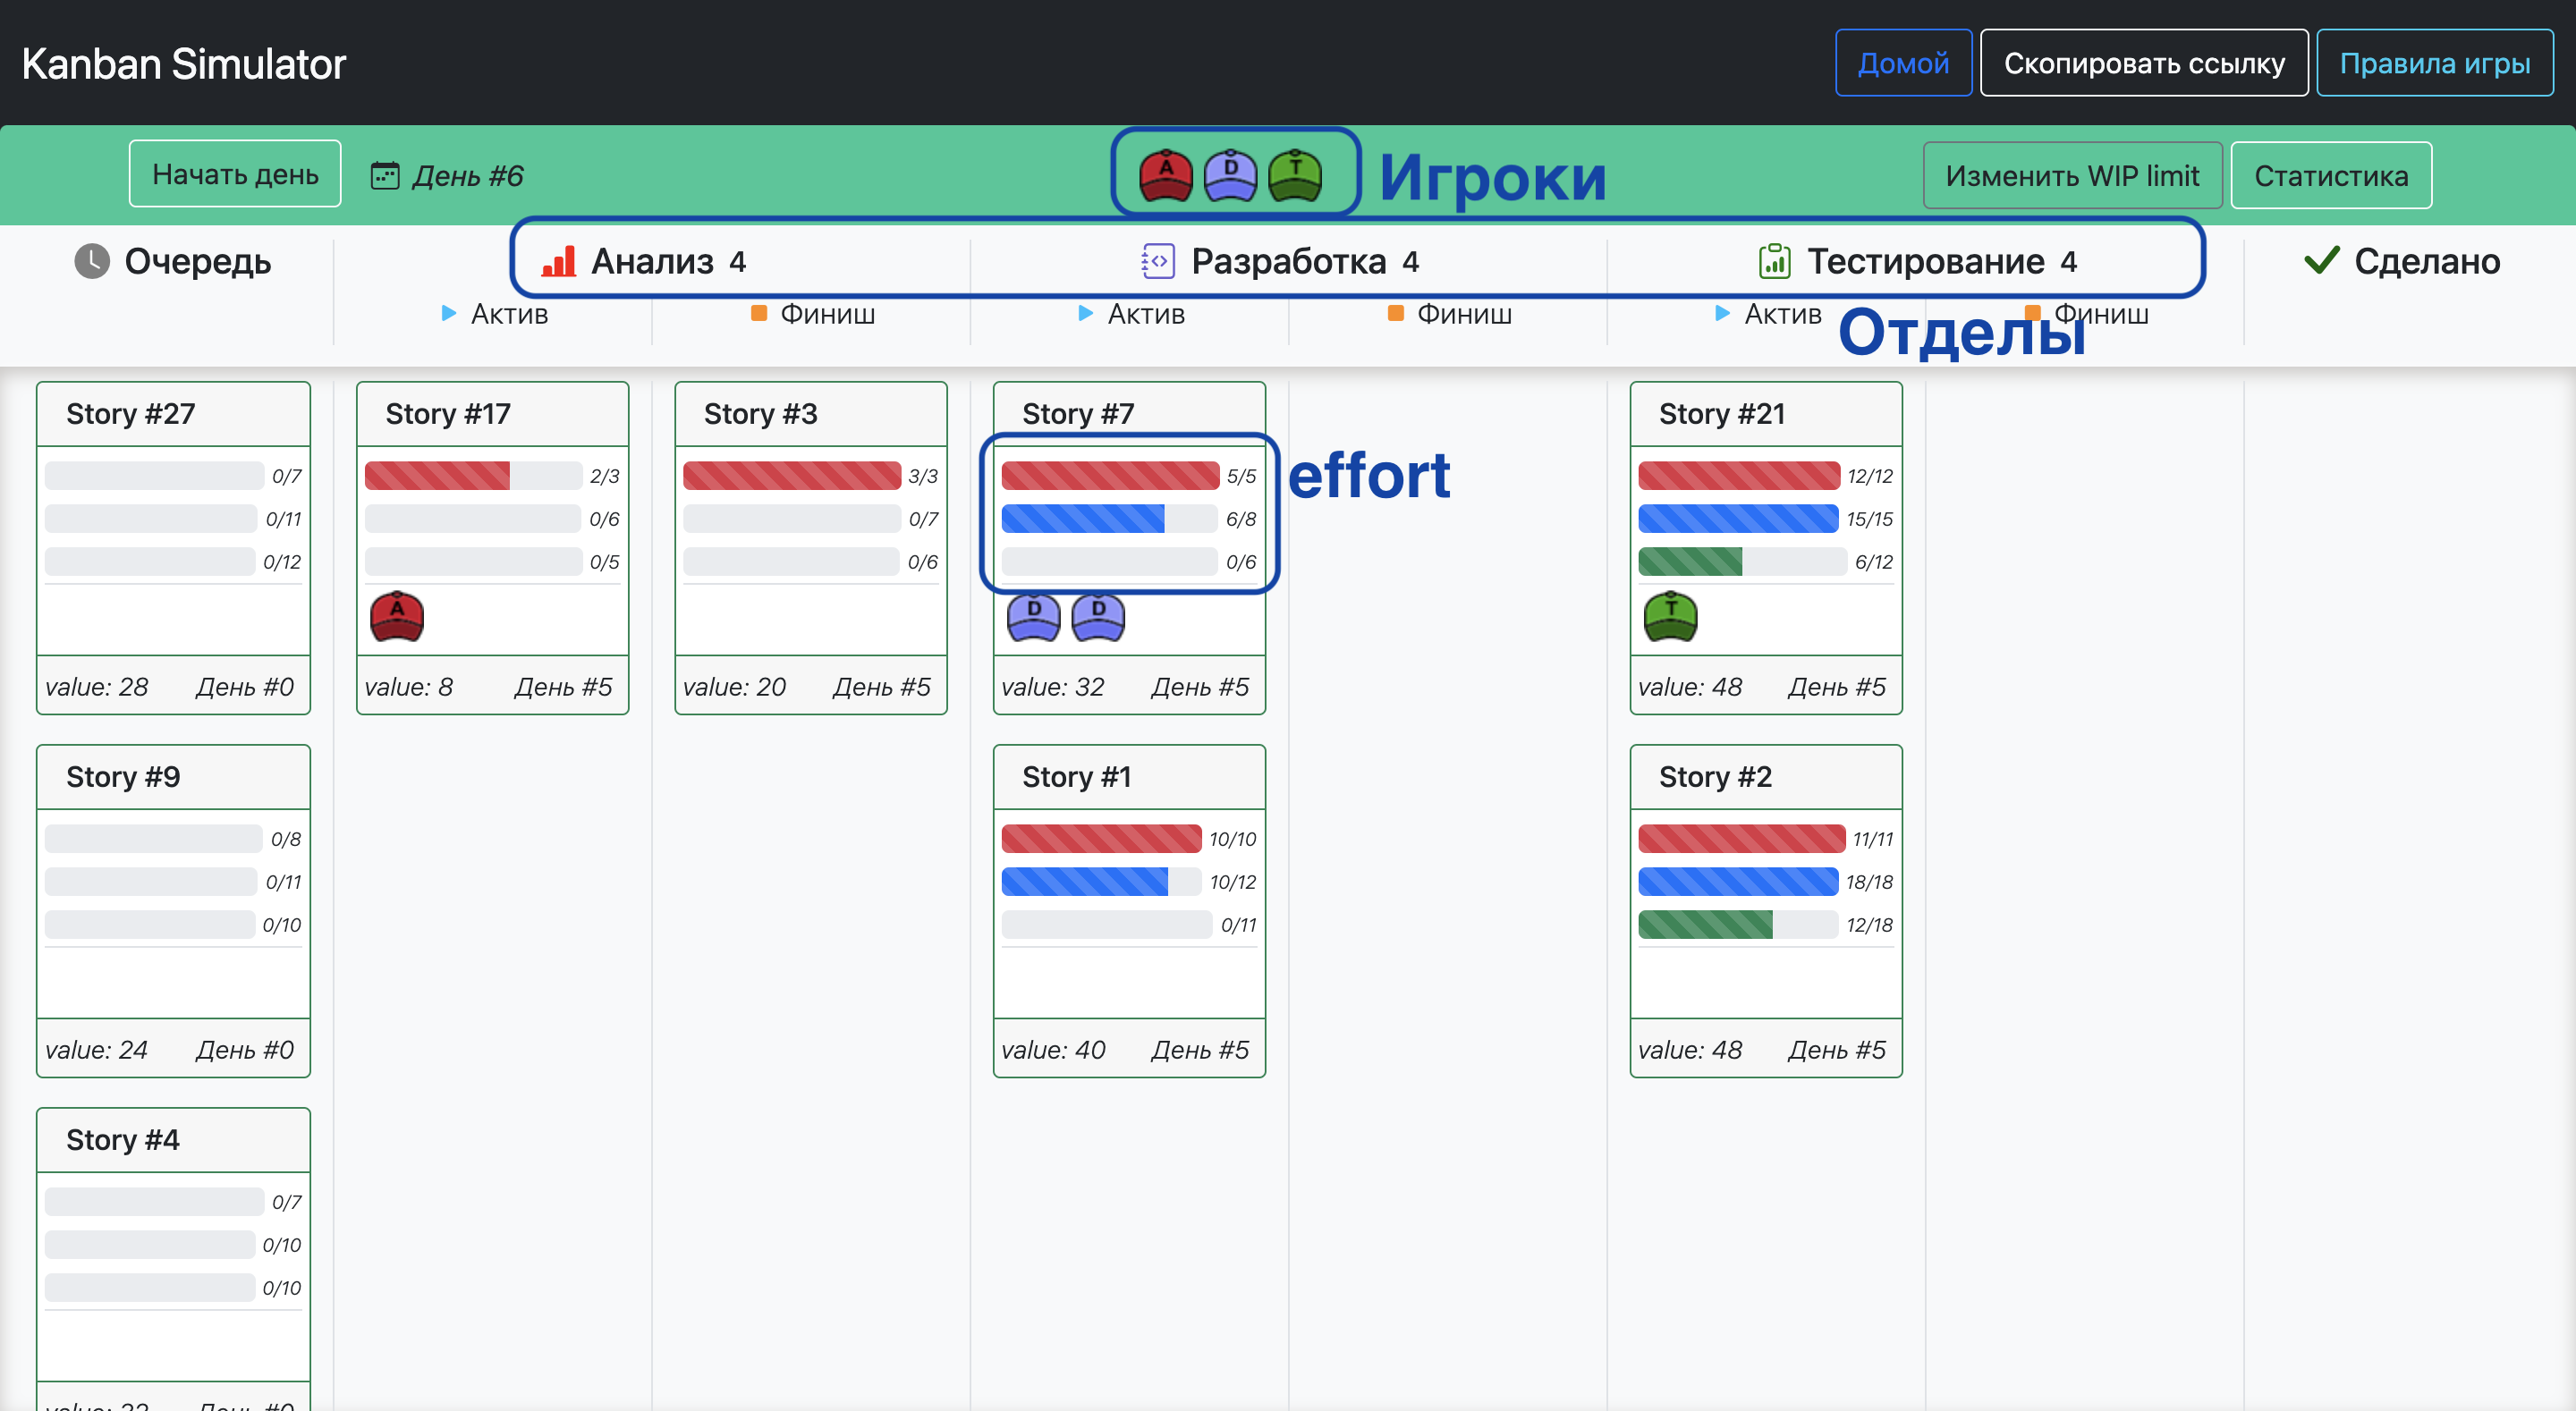 Kanban Simulator
Домой
Скопировать ссылку
Правила игры
Начать день
День #6
A D T
Игроки
Изменить WIP limit
Статистика
Очередь
Анализ 4
Разработка 4
Тестирование 4
Сделано
Актив
Финиш
Актив
Финиш
Актив
Финиш
Отделы
Story #27
0/7
0/11
0/12
value: 28 День #0
Story #9
0/8
0/11
0/10
value: 24 День #0
Story #4
0/7
0/10
0/10
Story #17
2/3
0/6
0/5
A
value: 8 День #5
Story #3
3/3
0/7
0/6
value: 20 День #5
Story #7
5/5
6/8
0/6
effort
D D
value: 32 День #5
Story #1
10/10
10/12
0/11
value: 40 День #5
Story #21
12/12
15/15
6/12
T
value: 48 День #5
Story #2
11/11
18/18
12/18
value: 48 День #5